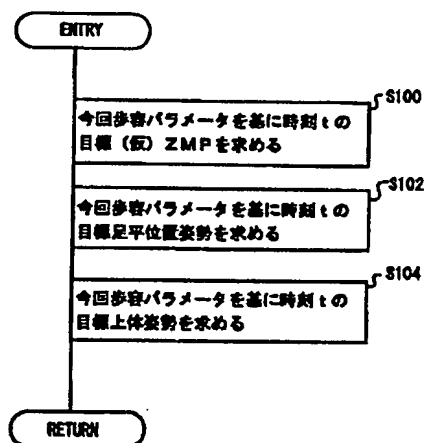 ENTRY
S100
今回歩容パラメータを基に時刻tの
目標(仮)ZMPを求める
S102
今回歩容パラメータを基に時刻tの
目標足平位置姿勢を求める
S104
今回歩容パラメータを基に時刻tの
目標上体姿勢を求める
RETURN